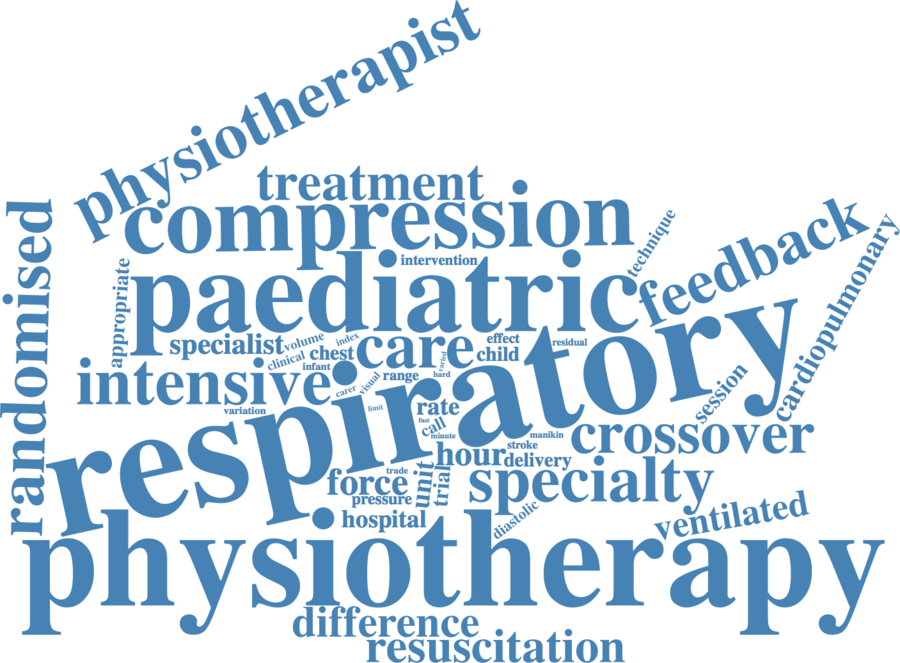 physiotherapist
treatment
compression
randomised
technique
feedback
cardiopulmonary
intervention
paediatric
appropriate
specialist
volume
index
clinical
chest
care
effect
child
residual
infant
varied
hard
intensive
carer
visual
range
variation
limit
respiratory
rate
session
fast
call
minute
manikin
crossover
stroke
hour
delivery
trade
force
unit
trial
pressure
specialty
hospital
diastolic
ventilated
physiotherapy
difference
resuscitation